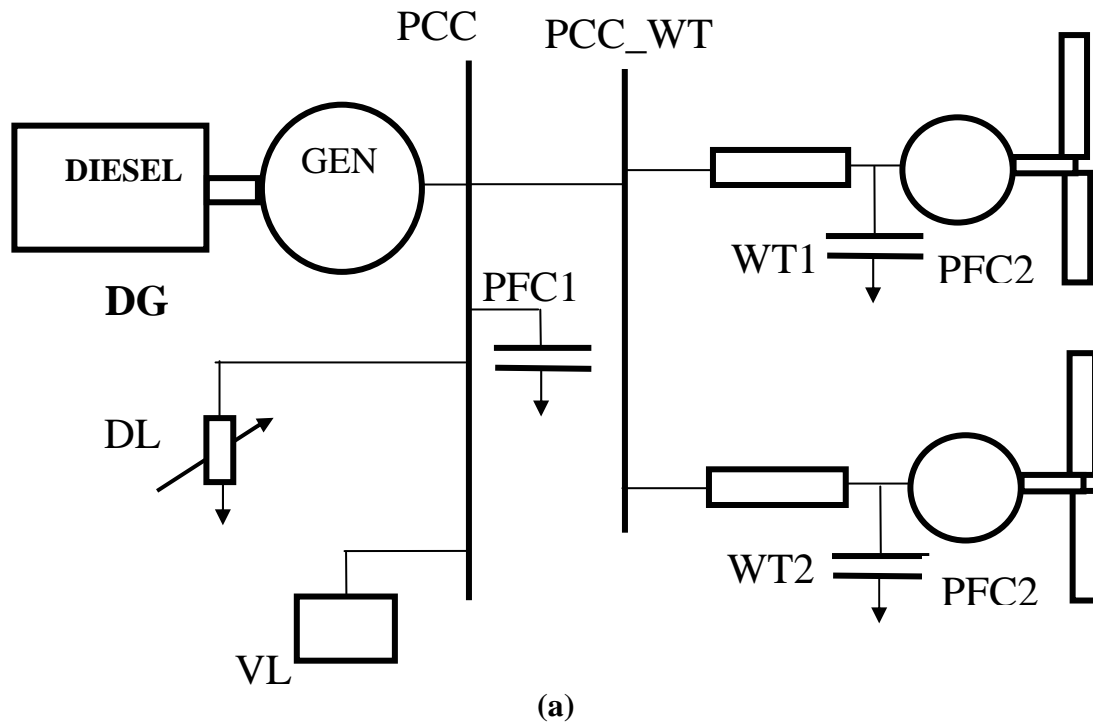 PCC
PCC_WT
DIESEL
GEN
WT1
PFC2
DG
PFC1
DL
WT2
PFC2
VL
(a)